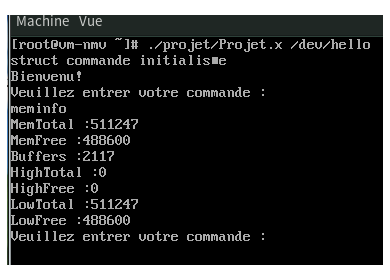 Machine Vue
[root@vm-nmv ~]# ./projet/Projet.x /dev/hello
struct commande initialis■e
Bienvenu!
Veuillez entrer votre commande :
meminfo
MemTotal :511247
MemFree :488600
Buffers :2117
HighTotal :0
HighFree :0
LowTotal :511247
LowFree :488600
Veuillez entrer votre commande :